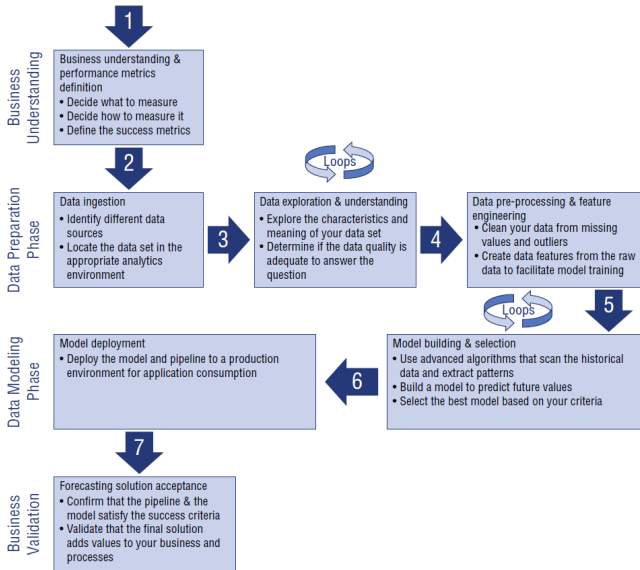 1
Business
Understanding
Business understanding &
performance metrics
definition
• Decide what to measure
• Decide how to measure it
• Define the success metrics
2
Loops
Data Preparation
Phase
Data ingestion
• Identify different data
sources
• Locate the data set in the
appropriate analytics
environment
3
Data exploration & understanding
• Explore the characteristics and
meaning of your data set
• Determine if the data quality is
adequate to answer the
question
4
Data pre-processing & feature
engineering
• Clean your data from missing
values and outliers
• Create data features from the raw
data to facilitate model training
Loops
5
Data Modeling
Phase
Model building & selection
• Use advanced algorithms that scan the historical
data and extract patterns
• Build a model to predict future values
• Select the best model based on your criteria
6
Model deployment
• Deploy the model and pipeline to a production
environment for application consumption
7
Business
Validation
Forecasting solution acceptance
• Confirm that the pipeline & the
model satisfy the success criteria
• Validate that the final solution
adds values to your business and
processes